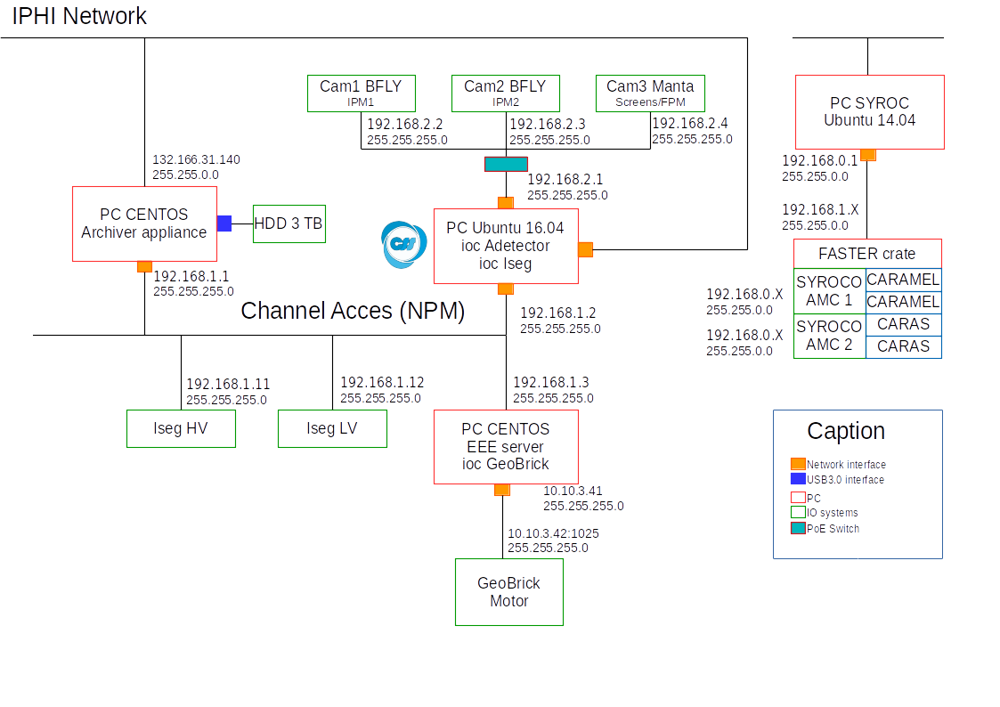 IPHI Network
Cam1 BFLY
IPM1
Cam2 BFLY
IPM2
Cam3 Manta
Screens/FPM
192.168.2.2
255.255.255.0
192.168.2.3
255.255.255.0
192.168.2.4
255.255.255.0
PC SYROC
Ubuntu 14.04
132.166.31.140
255.255.0.0
192.168.2.1
255.255.255.0
192.168.0.1
255.255.0.0
192.168.1.X
255.255.0.0
PC CENTOS
Archiver appliance
HDD 3 TB
PC Ubuntu 16.04
ioc Adetector
ioc Iseg
FASTER crate
SYROCO
AMC 1
CARAMEL
CARAMEL
SYROCO
AMC 2
CARAS
CARAS
192.168.0.X
255.255.0.0
192.168.0.X
255.255.0.0
192.168.1.1
255.255.255.0
Channel Acces (NPM)
192.168.1.2
255.255.255.0
192.168.1.11
255.255.255.0
192.168.1.12
255.255.255.0
192.168.1.3
255.255.255.0
Iseg HV
Iseg LV
PC CENTOS
EEE server
ioc GeoBrick
10.10.3.41
255.255.255.0
10.10.3.42:1025
255.255.255.0
GeoBrick
Motor
Caption
Network interface
USB3.0 interface
PC
IO systems
PoE Switch